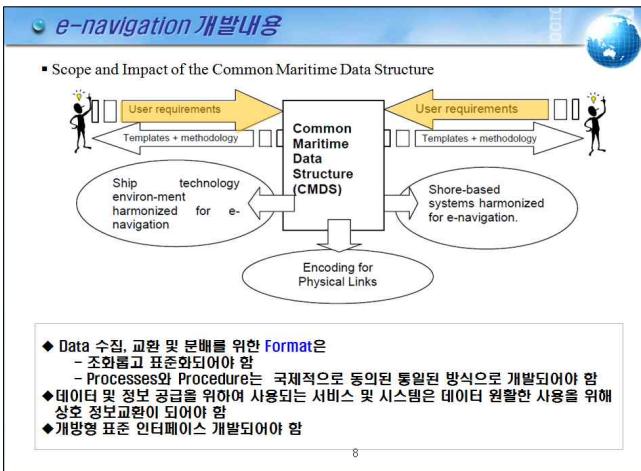 e-navigation 개발내용
▪ Scope and Impact of the Common Maritime Data Structure
User requirements
User requirements
Templates + methodology
Templates + methodology
Common
Maritime
Data
Structure
(CMDS)
Ship technology
environ-ment
harmonized for e-
navigation
Shore-based
systems harmonized
for e-navigation.
Encoding for
Physical Links
◆ Data 수집, 교환 및 분배를 위한 Format은
– 조화롭고 표준화되어야 함
– Processes와 Procedure는 국제적으로 동의된 통일된 방식으로 개발되어야 함
◆데이터 및 정보 공급을 위하여 사용되는 서비스 및 시스템은 데이터 원활한 사용을 위해
상호 정보교환이 되어야 함
◆개방형 표준 인터페이스 개발되어야 함
8